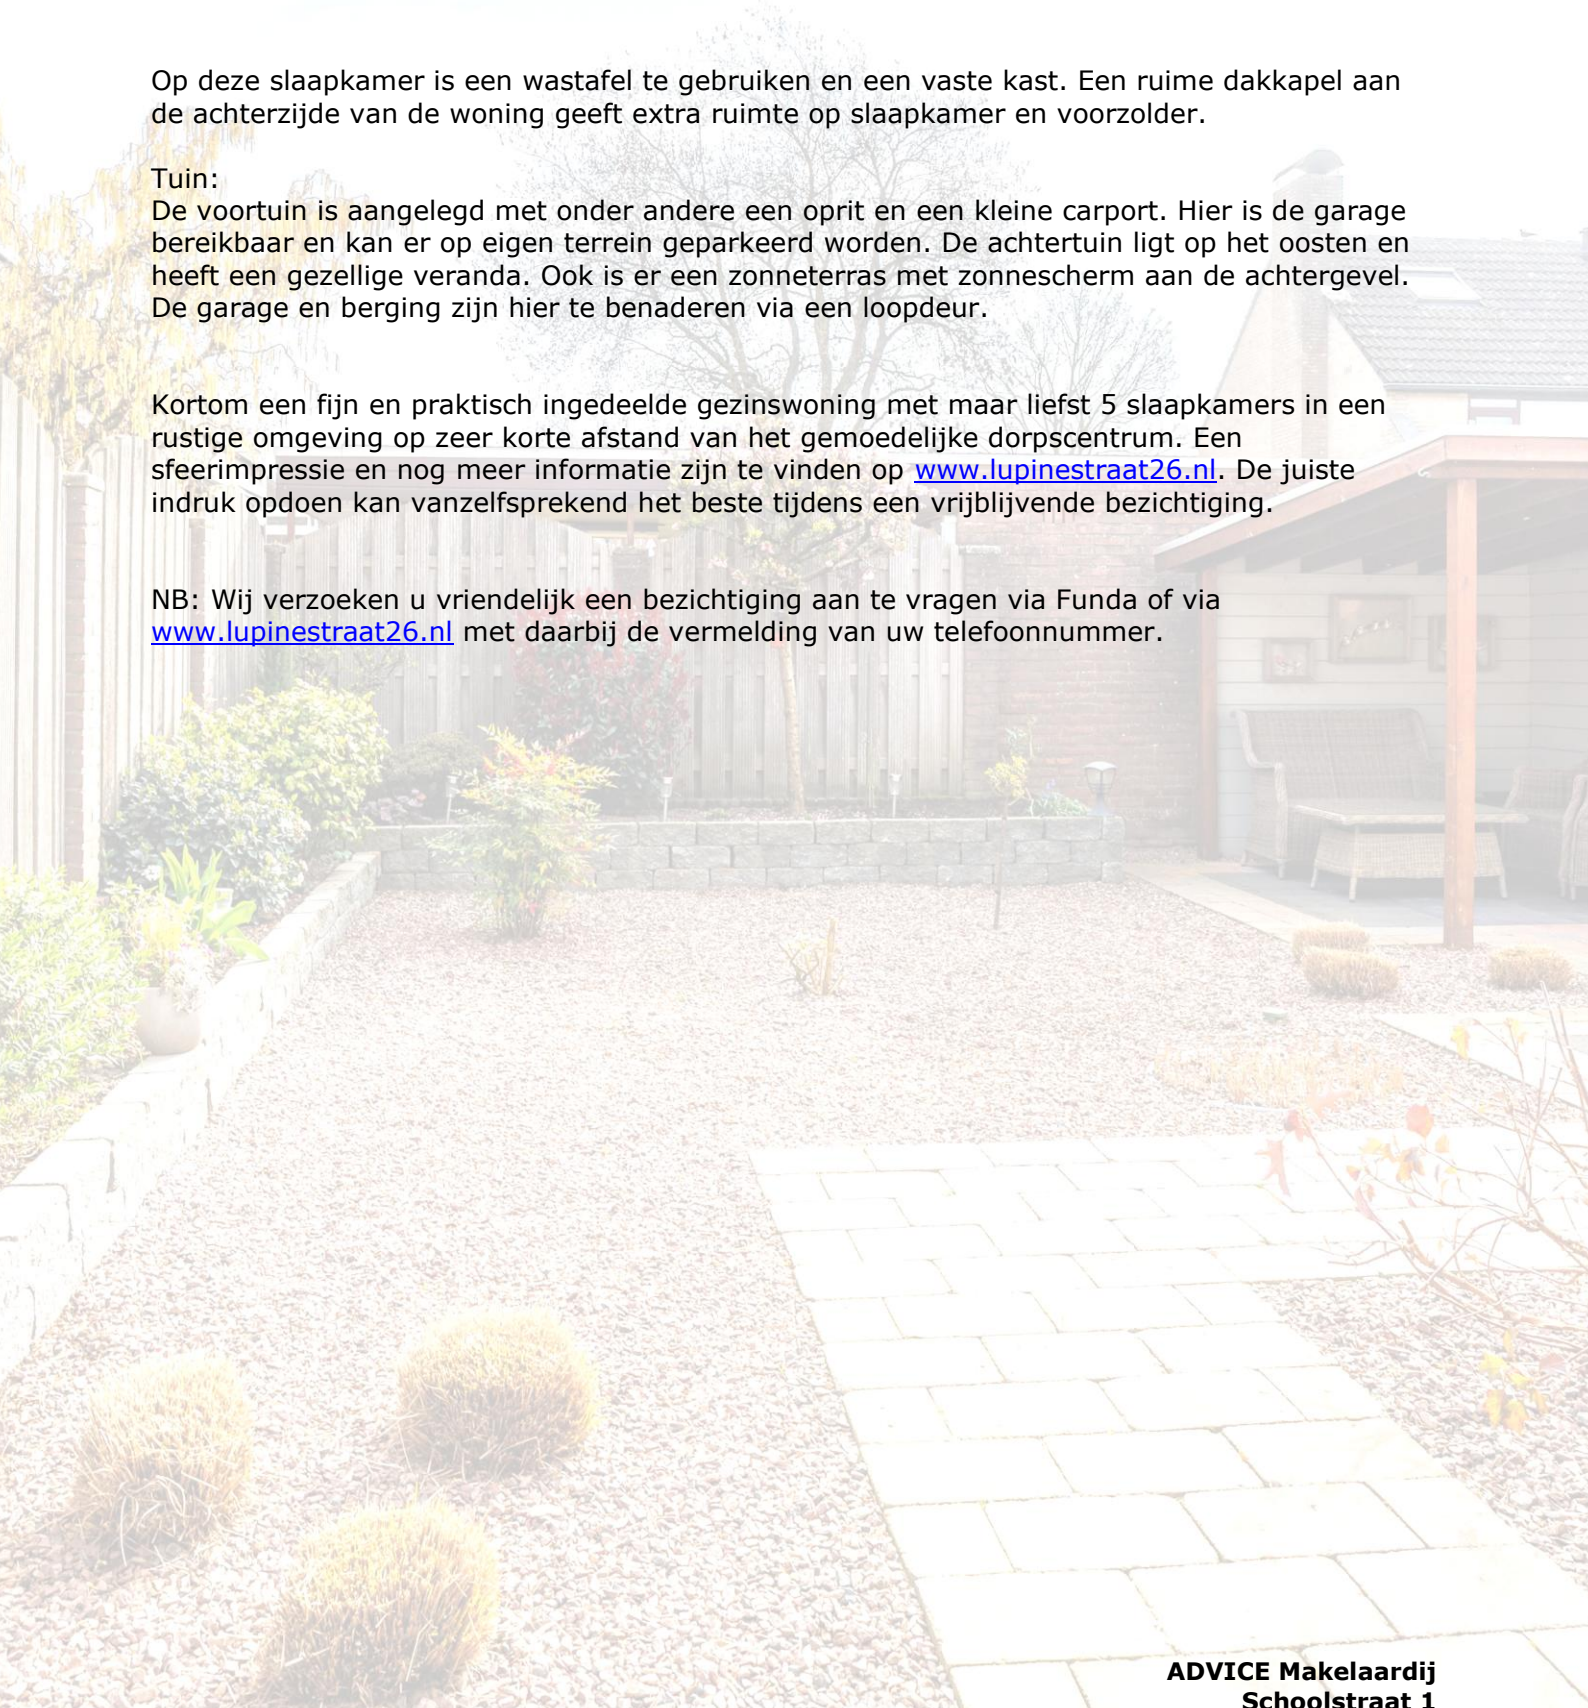 Op deze slaapkamer is een wastafel te gebruiken en een vaste kast. Een ruime dakkapel aan
de achterzijde van de woning geeft extra ruimte op slaapkamer en voorzolder.
Tuin:
De voortuin is aangelegd met onder andere een oprit en een kleine carport. Hier is de garage
bereikbaar en kan er op eigen terrein geparkeerd worden. De achtertuin ligt op het oosten en
heeft een gezellige veranda. Ook is er een zonneterras met zonnescherm aan de achtergevel.
De garage en berging zijn hier te benaderen via een loopdeur.
Kortom een fijn en praktisch ingedeelde gezinswoning met maar liefst 5 slaapkamers in een
rustige omgeving op zeer korte afstand van het gemoedelijke dorpscentrum. Een
sfeerimpressie en nog meer informatie zijn te vinden op www.lupinestraat26.nl. De juiste
indruk opdoen kan vanzelfsprekend het beste tijdens een vrijblijvende bezichtiging.
NB: Wij verzoeken u vriendelijk een bezichtiging aan te vragen via Funda of via
www.lupinestraat26.nl met daarbij de vermelding van uw telefoonnummer.
ADVICE Makelaardij
Schoolstraat 1